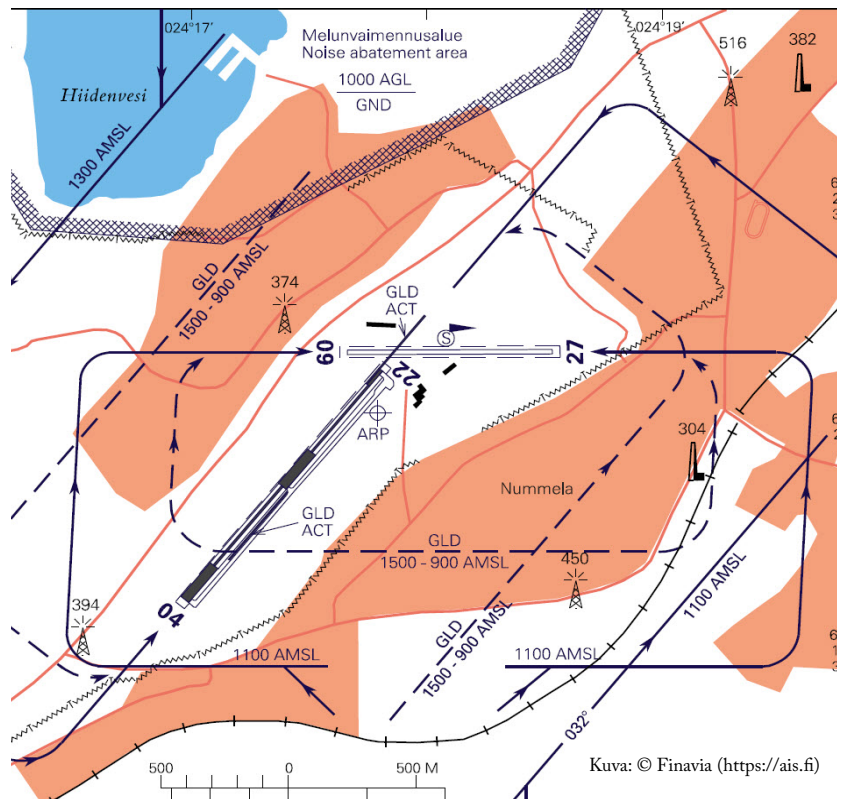 024°17'
024°19'
Melunvaimennusalue
Noise abatement area
1000 AGL
GND
516
382
Hiidenvesi
1300 AMSL
GLD
1500 - 900 AMSL
374
GLD
ACT
S
09
27
22
ARP
304
Nummela
GLD
ACT
GLD
1500 - 900 AMSL
450
394
04
GLD
1500 - 900 AMSL
1100 AMSL
1100 AMSL
1100 AMSL
032°
500
0
500 M
Kuva: © Finavia (https://ais.fi)